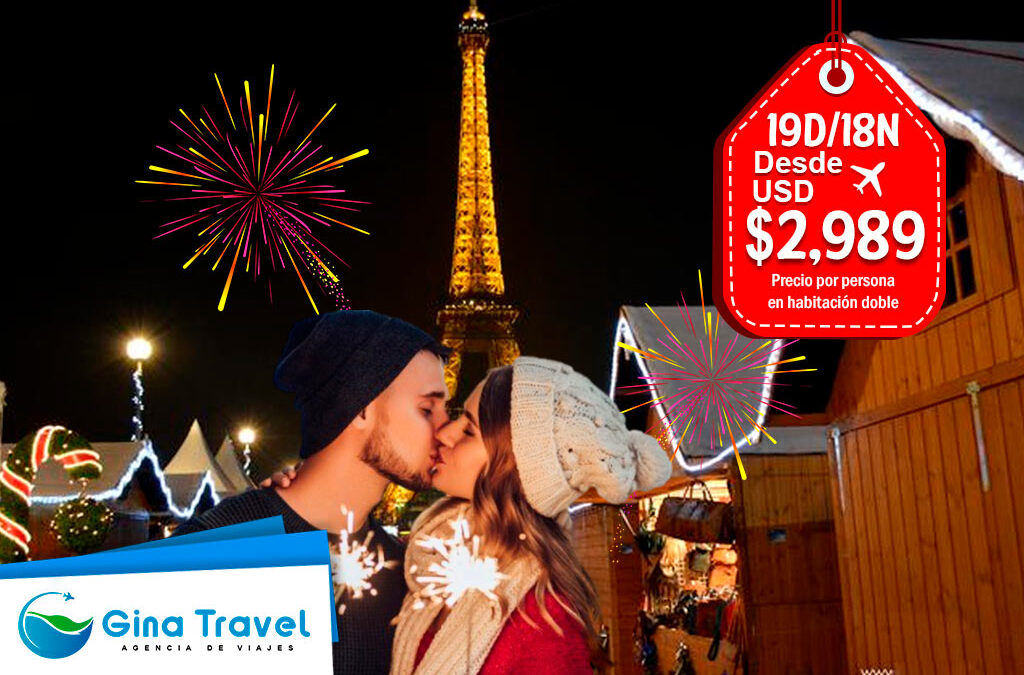 19D/18N
Desde
USD
$2,989
Precio por persona
en habitación doble
Gina Travel
AGENCIA DE VIAJES